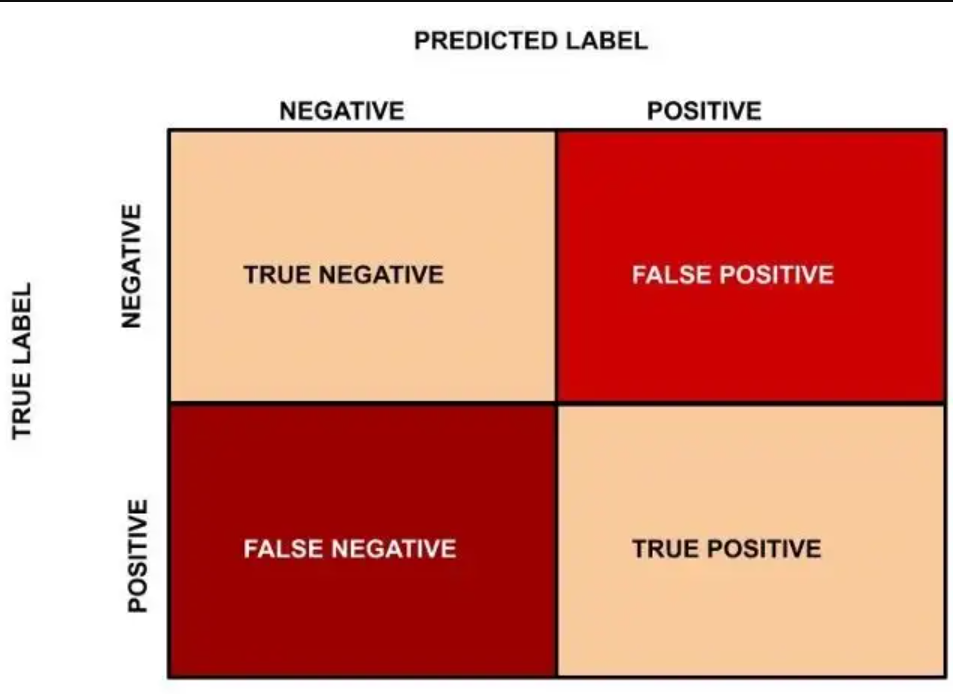 PREDICTED LABEL
NEGATIVE
POSITIVE
TRUE LABEL
NEGATIVE
TRUE NEGATIVE
FALSE POSITIVE
POSITIVE
FALSE NEGATIVE
TRUE POSITIVE